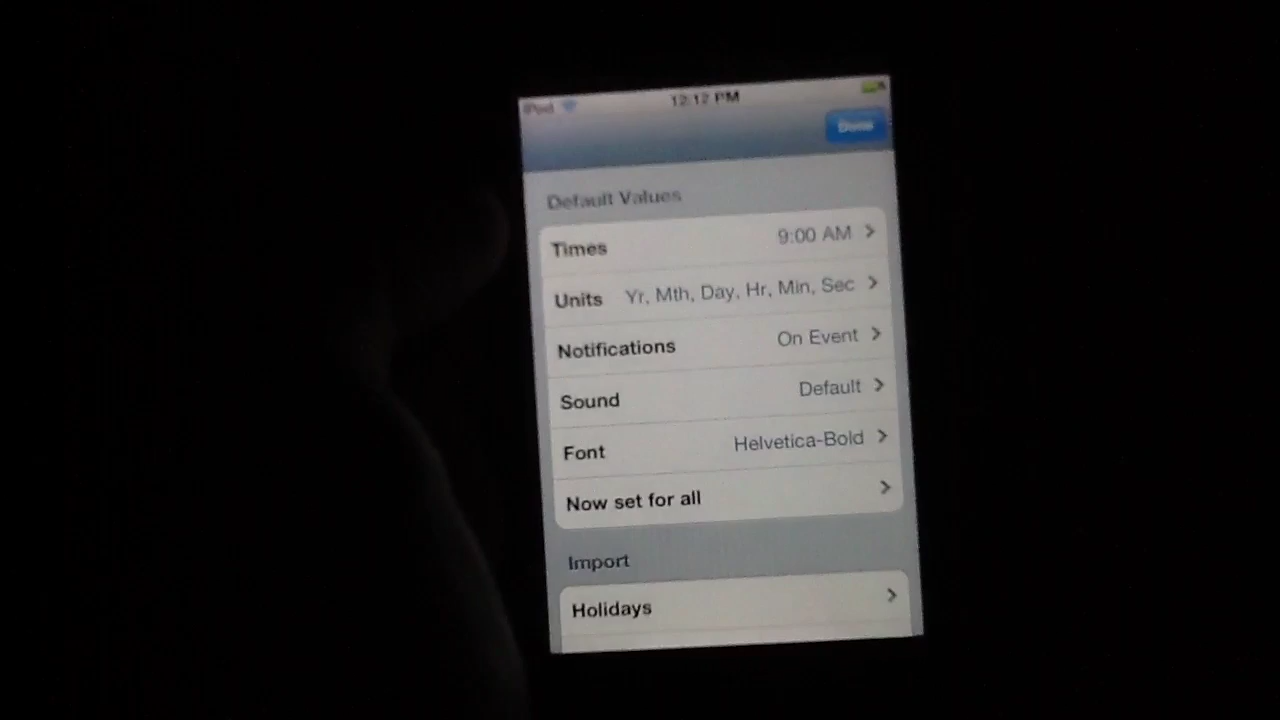 iPod 12:12 PM
Done
Default Values
Times 9:00 AM
Units Yr, Mth, Day, Hr, Min, Sec
Notifications On Event
Sound Default
Font Helvetica-Bold
Now set for all
Import
Holidays